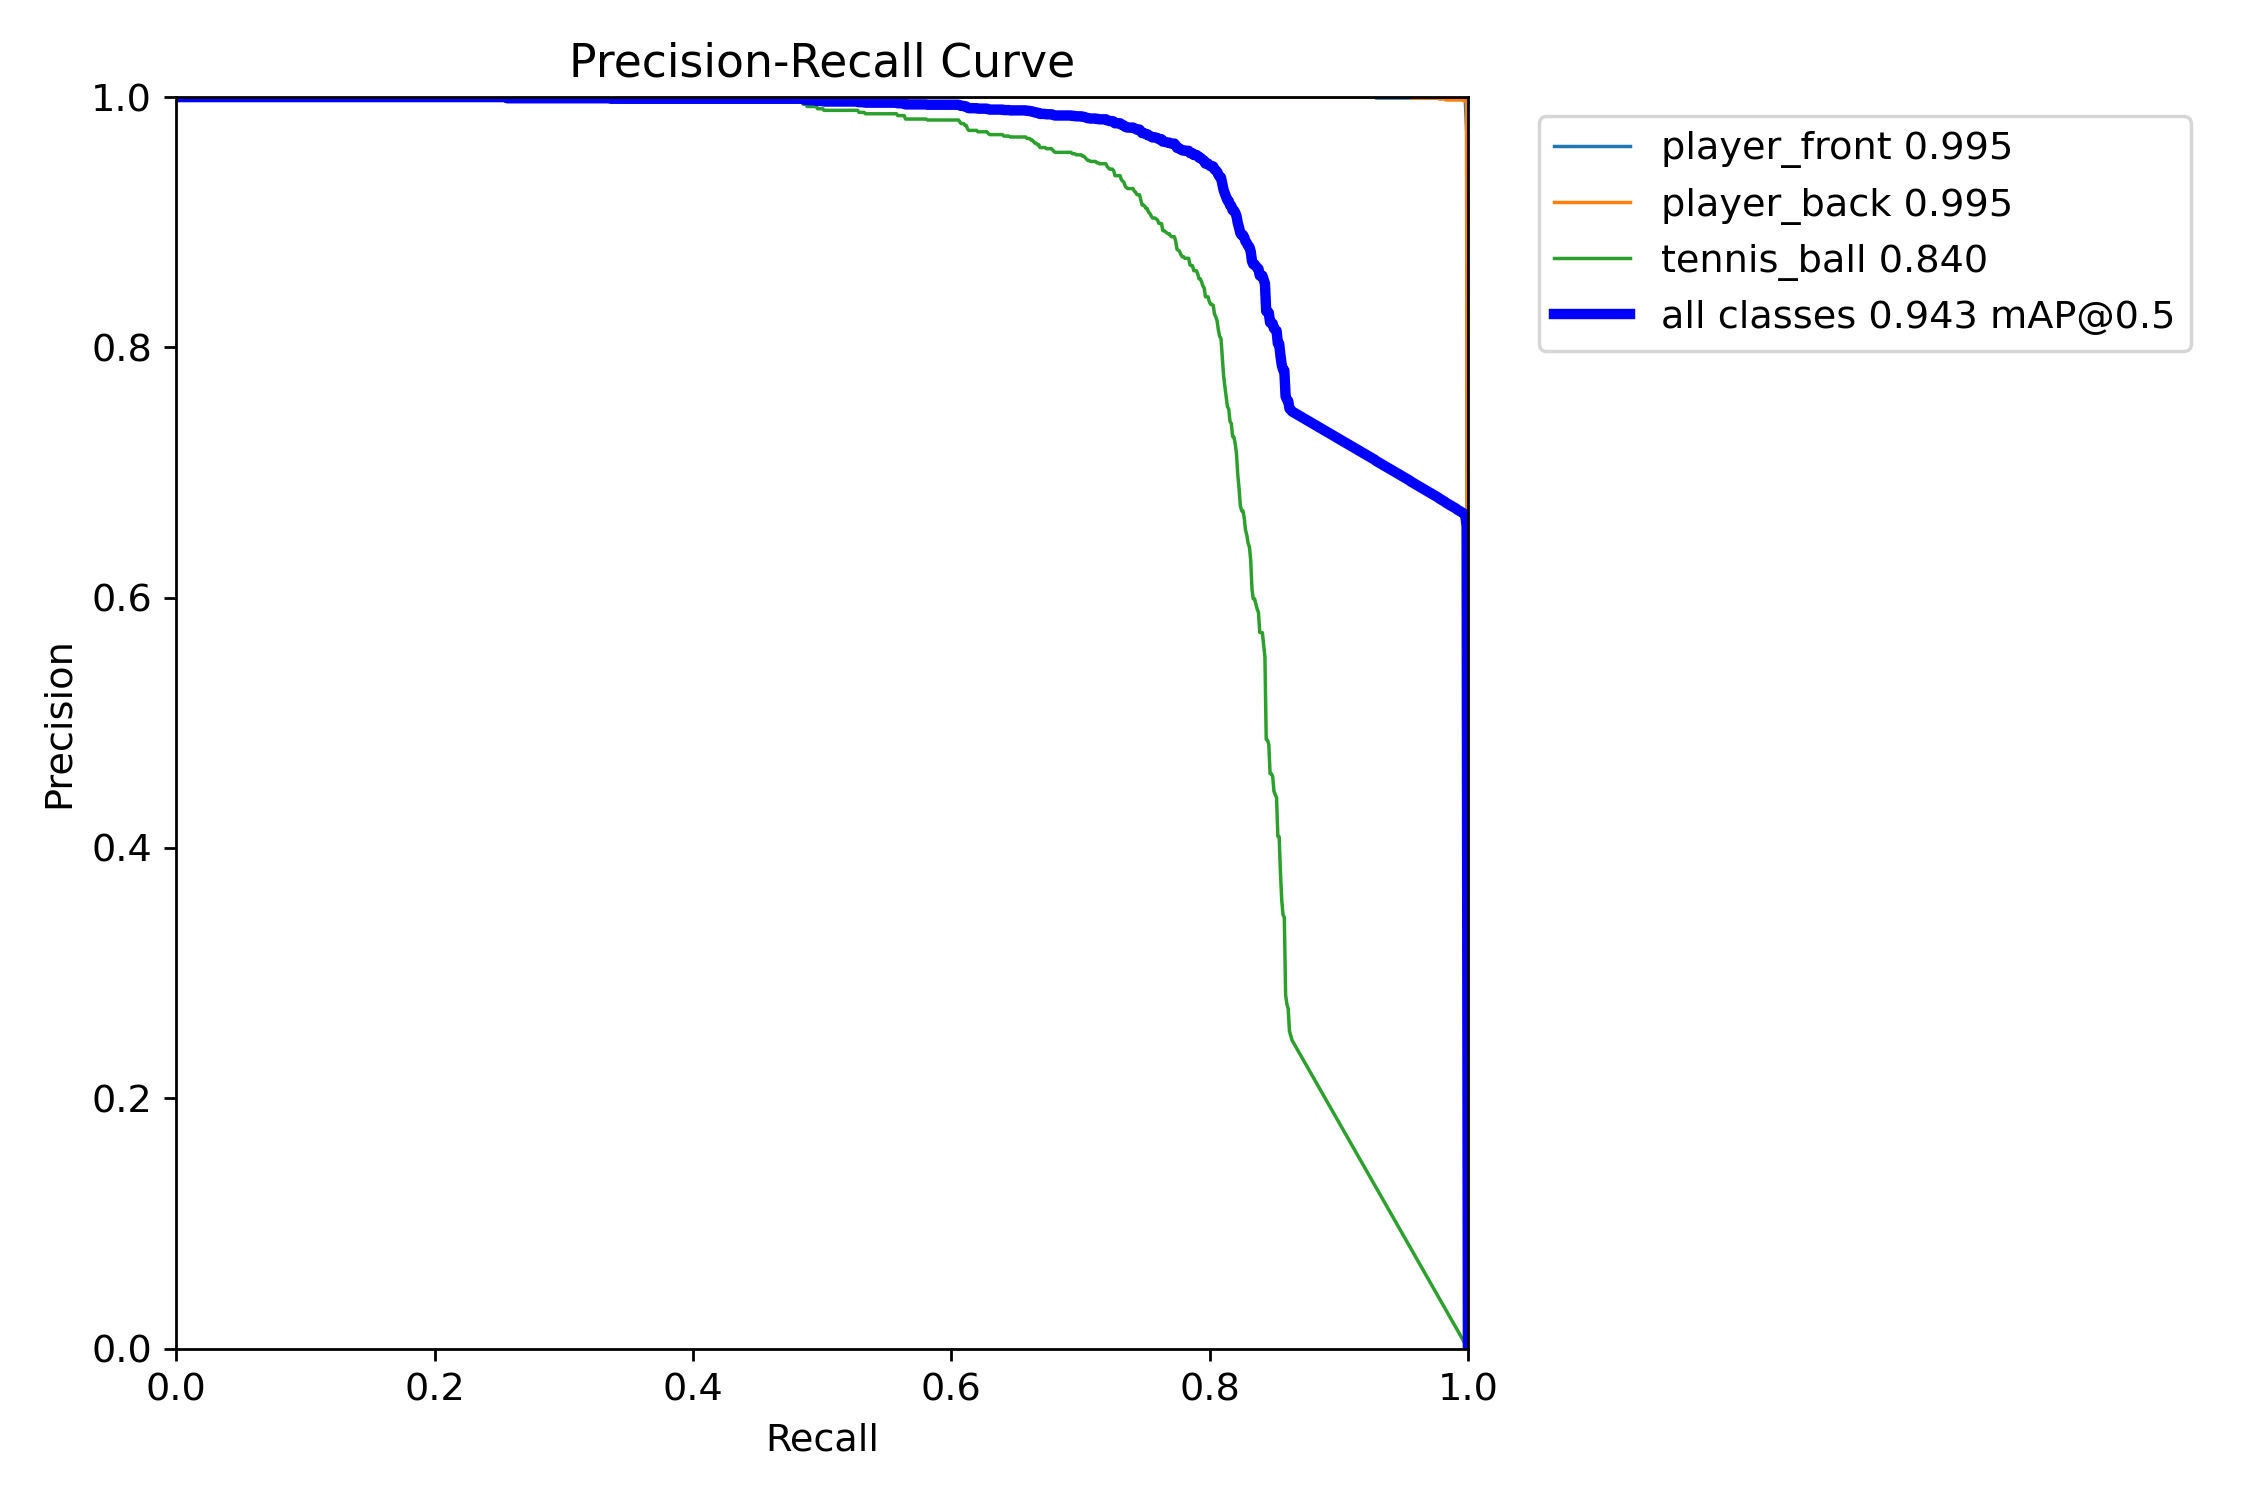 Precision-Recall Curve
1.0
0.8
0.6
0.4
0.2
0.0
Precision
0.0 0.2 0.4 0.6 0.8 1.0
Recall
player_front 0.995
player_back 0.995
tennis_ball 0.840
all classes 0.943 mAP@0.5